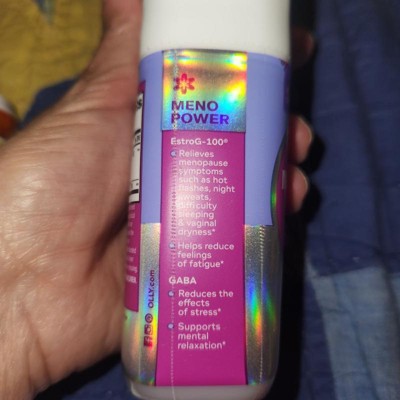 MENO
POWER
EstroG-100®
Relieves
menopause
symptoms
such as hot
flashes, night
sweats,
difficulty
sleeping
& vaginal
dryness*
Helps reduce
feelings
of fatigue*
GABA
Reduces the
effects
of stress*
Supports
mental
relaxation*
OLLY.com